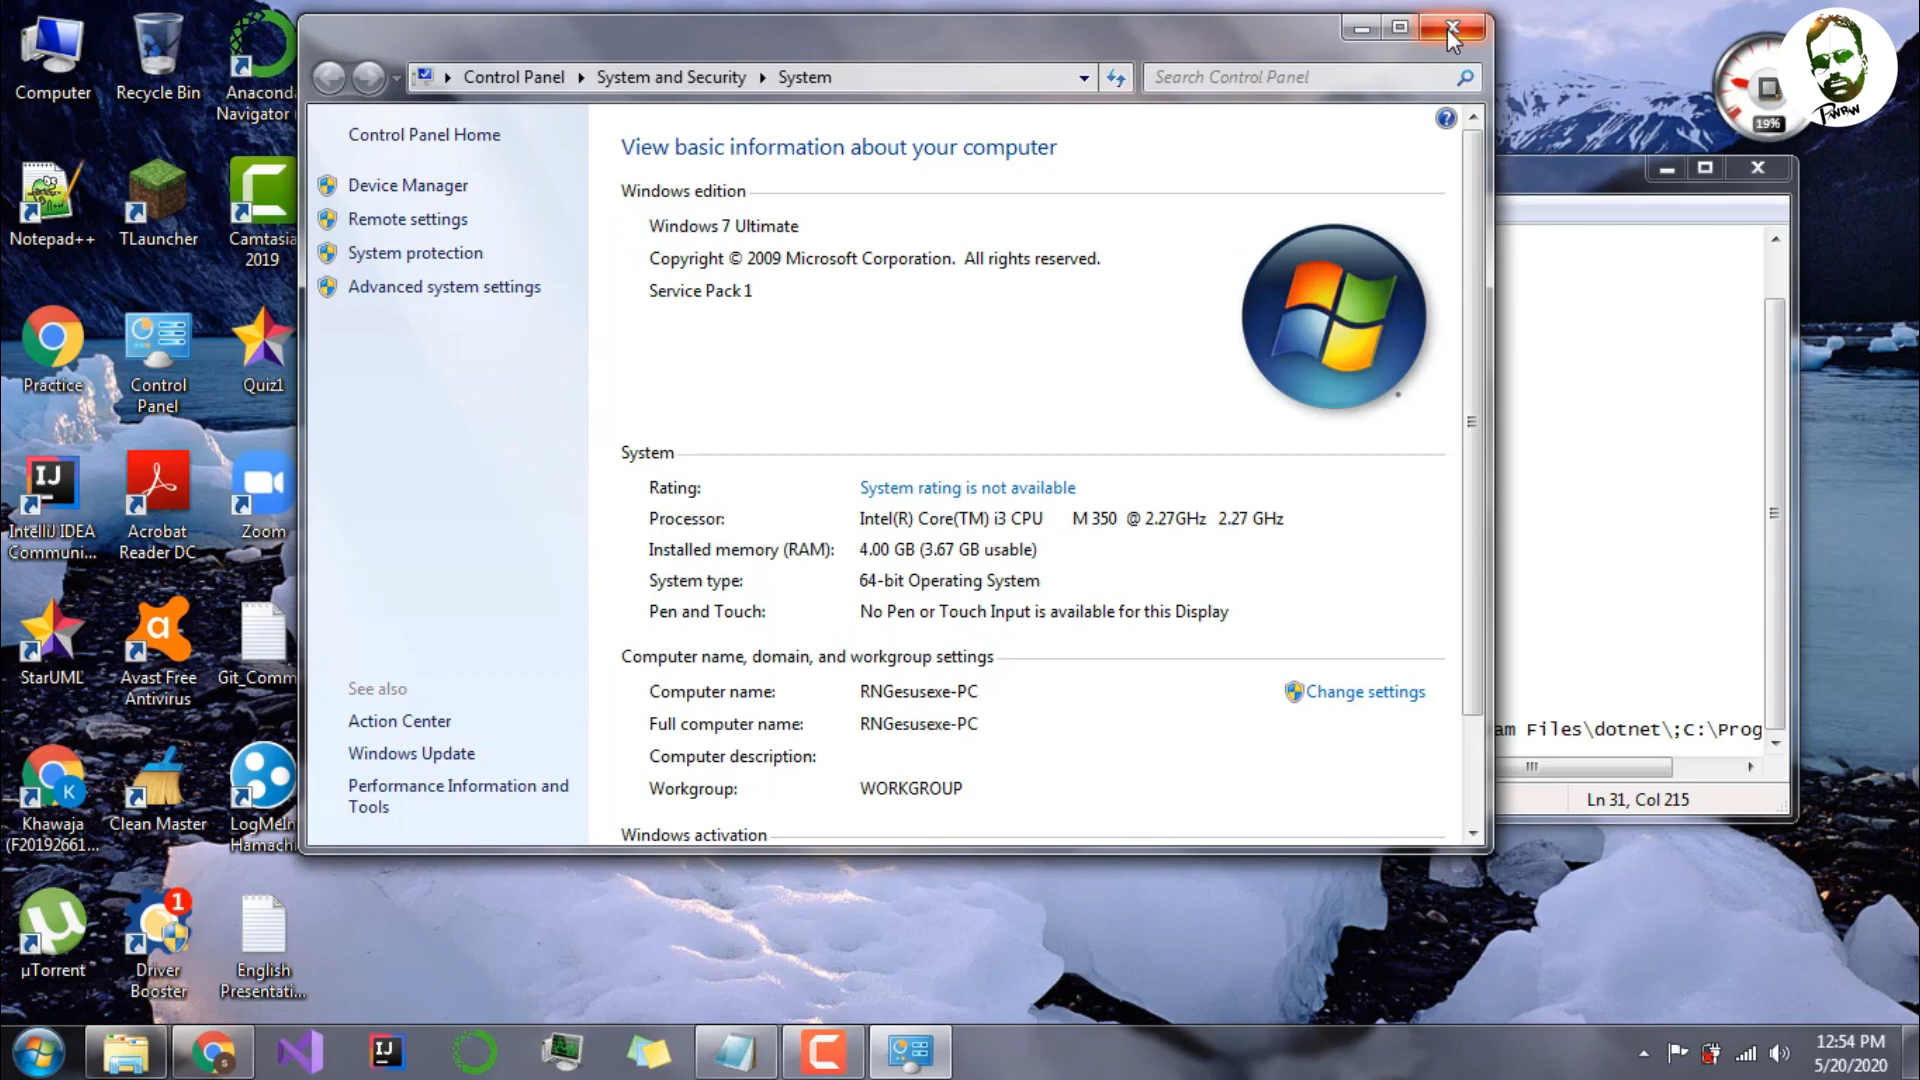 Computer
Recycle Bin
Anaconda
Navigator
Notepad++
TLauncher
Camtasia
2019
Practice
Control
Panel
Quiz1
IntelliJ IDEA
Communi...
Acrobat
Reader DC
Zoom
StarUML
Avast Free
Antivirus
Git_Comm
Khawaja
(F20192661...
Clean Master
LogMeIn
Hamachi
µTorrent
1
Driver
Booster
English
Presentati...
Control Panel
System and Security
System
Search Control Panel
Control Panel Home
Device Manager
Remote settings
System protection
Advanced system settings
See also
Action Center
Windows Update
Performance Information and
Tools
View basic information about your computer
Windows edition
Windows 7 Ultimate
Copyright © 2009 Microsoft Corporation. All rights reserved.
Service Pack 1
System
Rating: System rating is not available
Processor: Intel(R) Core(TM) i3 CPU M 350 @ 2.27GHz 2.27 GHz
Installed memory (RAM): 4.00 GB (3.67 GB usable)
System type: 64-bit Operating System
Pen and Touch: No Pen or Touch Input is available for this Display
Computer name, domain, and workgroup settings
Computer name: RNGesusexe-PC
Change settings
Full computer name: RNGesusexe-PC
Computer description:
Workgroup: WORKGROUP
Windows activation
19%
am Files\dotnet\;C:\Prog
Ln 31, Col 215
12:54 PM
5/20/2020